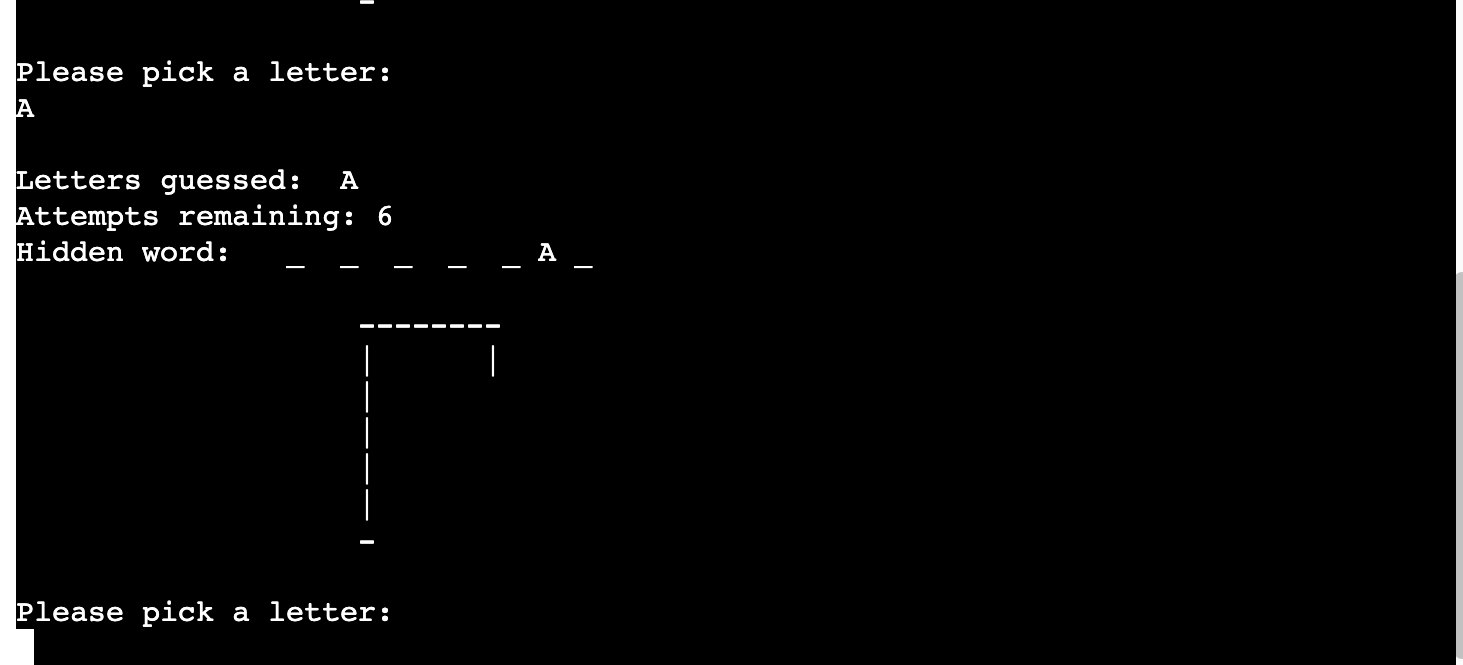 Please pick a letter:
A
Letters guessed:  A
Attempts remaining: 6
Hidden word:   _  _  _  _  _ A _
--------
|      |
|
|
|
|
-
Please pick a letter: